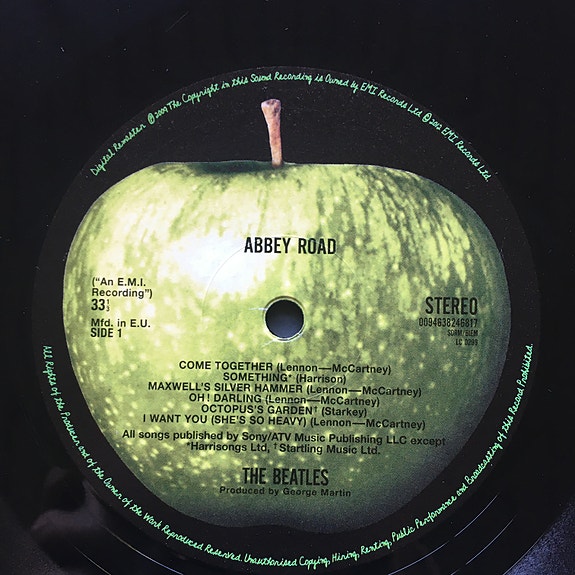 Digital Remaster ℗ 2009 The Copyright in this Sound Recording is Owned by EMI Records Ltd © 2012 EMI Records Ltd.
ABBEY ROAD
("An E.M.I.
Recording")
33⅓
Mfd. in E.U.
SIDE 1
STEREO
0094638246817
SDRM/BIEM
LC 0299
COME TOGETHER (Lennon—McCartney)
SOMETHING* (Harrison)
MAXWELL'S SILVER HAMMER (Lennon—McCartney)
OH! DARLING (Lennon—McCartney)
OCTOPUS'S GARDEN† (Starkey)
I WANT YOU (SHE'S SO HEAVY) (Lennon—McCartney)
All songs published by Sony/ATV Music Publishing LLC except
*Harrisongs Ltd, †Startling Music Ltd.
THE BEATLES
Produced by George Martin
All Rights of the Producer and of the Owner of the Work Reproduced Reserved. Unauthorised Copying, Hiring, Renting, Public Performance and Broadcasting of this Record Prohibited.